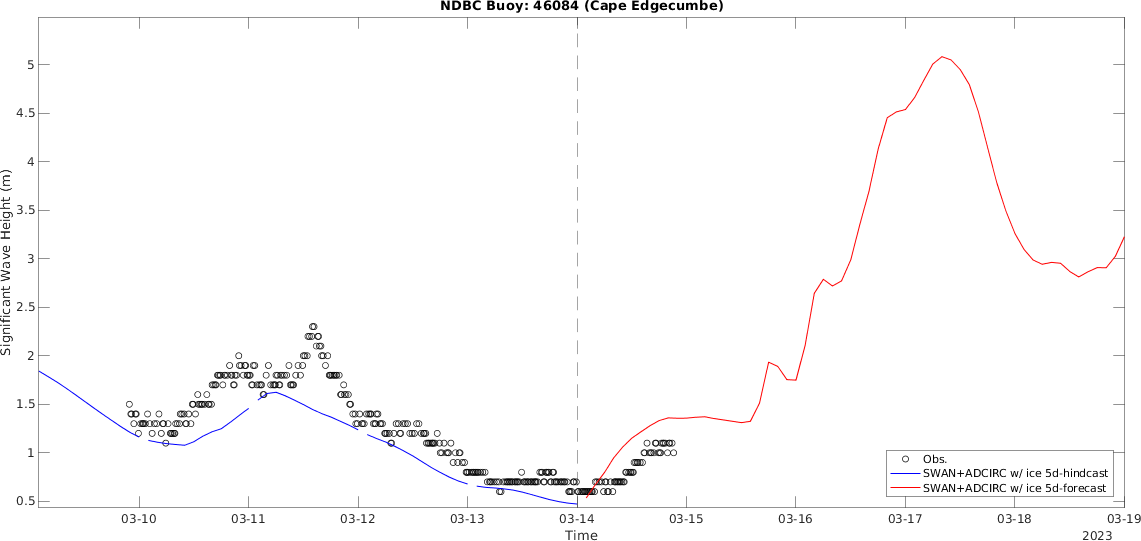 NDBC Buoy: 46084 (Cape Edgecumbe)
Significant Wave Height (m)
5
4.5
4
3.5
3
2.5
2
1.5
1
0.5
Obs.
SWAN+ADCIRC w/ ice 5d-hindcast
SWAN+ADCIRC w/ ice 5d-forecast
03-10 03-11 03-12 03-13 03-14 03-15 03-16 03-17 03-18 03-19
Time
2023